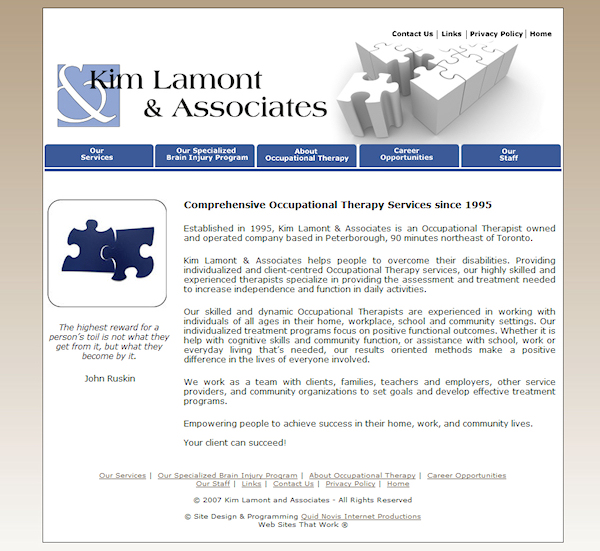 Contact Us | Links | Privacy Policy | Home
Kim Lamont
& Associates
Our
Services
Our Specialized
Brain Injury Program
About
Occupational Therapy
Career
Opportunities
Our
Staff
Comprehensive Occupational Therapy Services since 1995
Established in 1995, Kim Lamont & Associates is an Occupational Therapist owned
and operated company based in Peterborough, 90 minutes northeast of Toronto.
Kim Lamont & Associates helps people to overcome their disabilities. Providing
individualized and client-centred Occupational Therapy services, our highly skilled and
experienced therapists specialize in providing the assessment and treatment needed
to increase independence and function in daily activities.
Our skilled and dynamic Occupational Therapists are experienced in working with
individuals of all ages in their home, workplace, school and community settings. Our
individualized treatment programs focus on positive functional outcomes. Whether it is
help with cognitive skills and community function, or assistance with school, work or
everyday living that's needed, our results oriented methods make a positive
difference in the lives of everyone involved.
We work as a team with clients, families, teachers and employers, other service
providers, and community organizations to set goals and develop effective treatment
programs.
Empowering people to achieve success in their home, work, and community lives.
Your client can succeed!
The highest reward for a
person's toil is not what they
get from it, but what they
become by it.
John Ruskin
Our Services | Our Specialized Brain Injury Program | About Occupational Therapy | Career Opportunities
Our Staff | Links | Contact Us | Privacy Policy | Home
© 2007 Kim Lamont and Associates - All Rights Reserved
© Site Design & Programming Quid Novis Internet Productions
Web Sites That Work ®